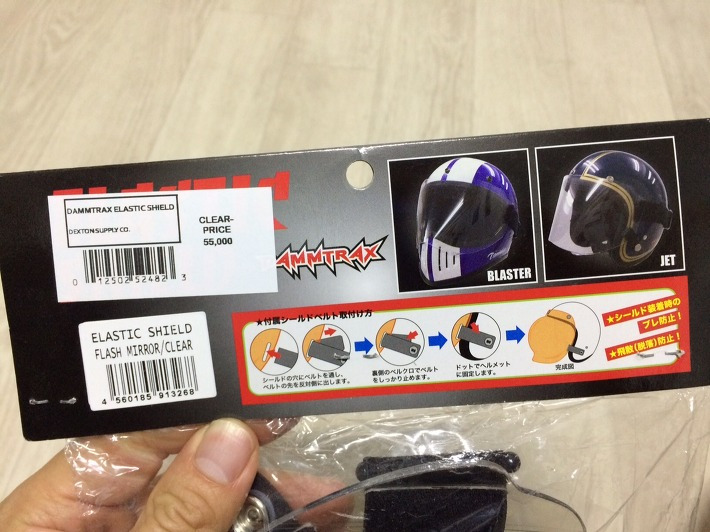 DAMMTRAX ELASTIC SHIELD
DEXTON SUPPLY CO.
CLEAR-
PRICE
55,000
0 12502 52482 3
AMMTRAX
BLASTER
JET
ELASTIC SHIELD
FLASH MIRROR/CLEAR
4 560185 913268
★付属シールドベルト取付け方
シールドの穴にベルトを通し、
ベルトの先を反対側に出します。
裏側のベルクロでベルト
をしっかり止めます。
ドットでヘルメット
に固定します。
完成図
★シールド装着時の
ブレ防止!
★飛散(脱落)防止!